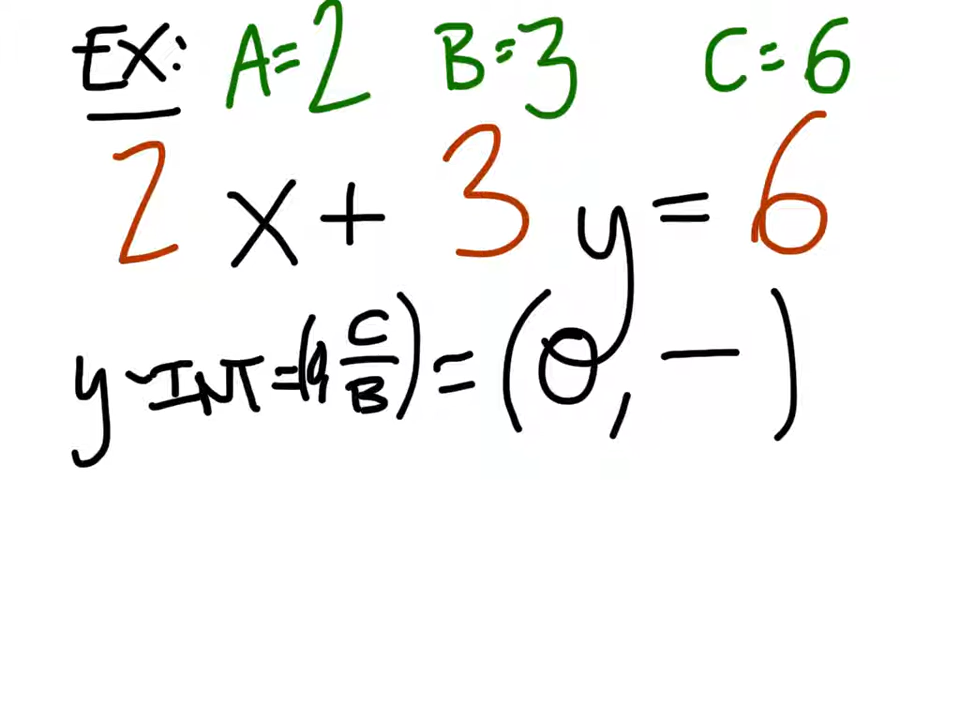 EX: A=2 B=3 C=6
2x+3y=6
y-INT=(0, C/B)=(0, —)